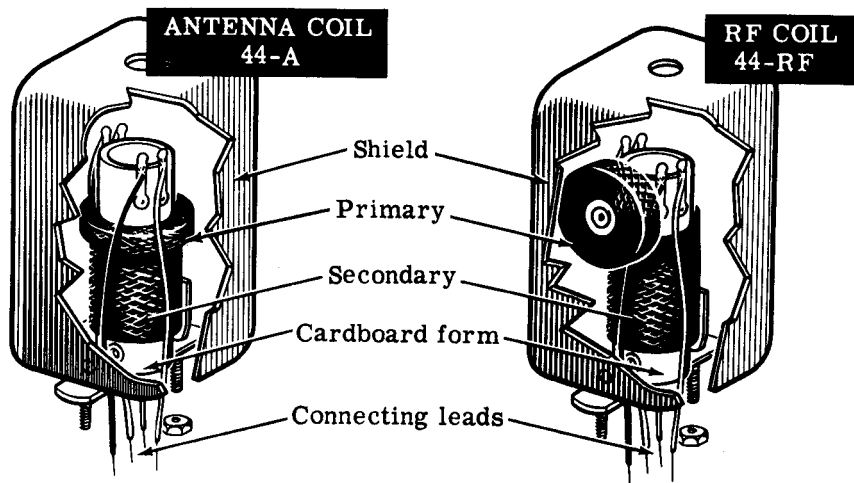 ANTENNA COIL
44-A
RF COIL
44-RF
Shield
Primary
Secondary
Cardboard form
Connecting leads